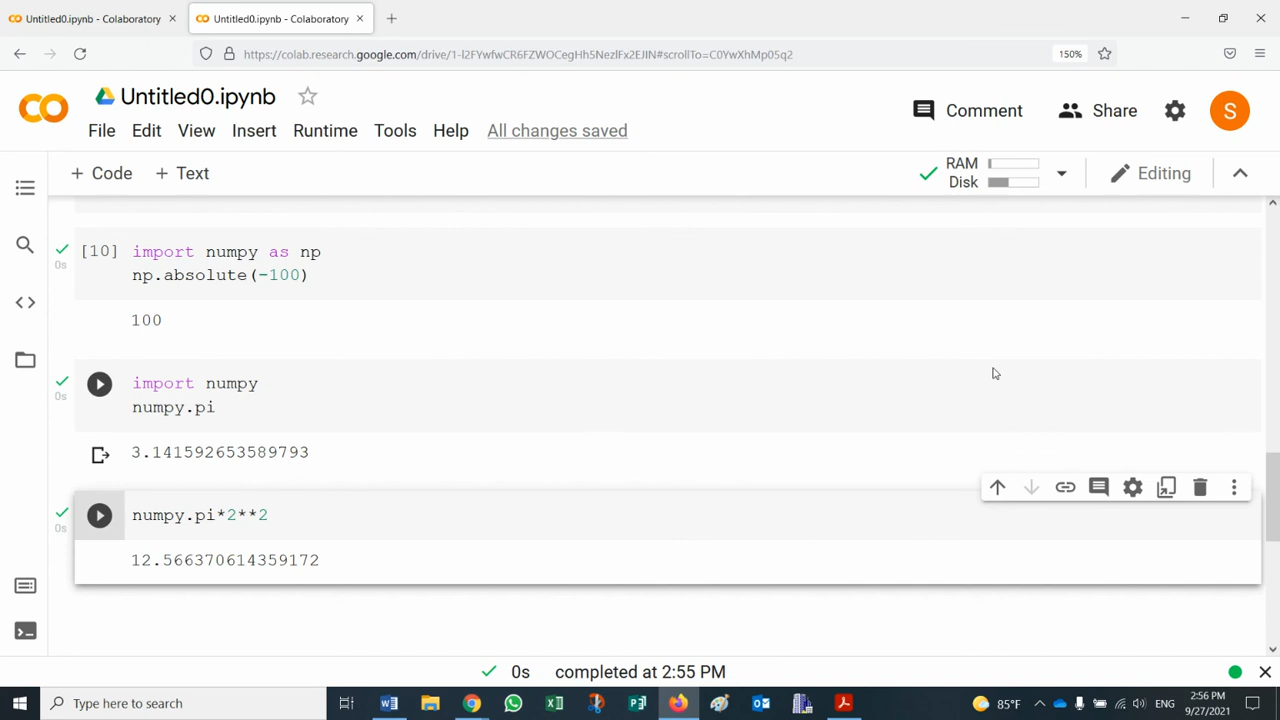 Untitled0.ipynb - Colaboratory
Untitled0.ipynb - Colaboratory
https://colab.research.google.com/drive/1-l2FYwfwCR6FZWOCegHh5NezlFx2EJIN#scrollTo=C0YwXhMp05q2
150%
Untitled0.ipynb
Comment
Share
S
File Edit View Insert Runtime Tools Help All changes saved
+ Code + Text
RAM
Disk
Editing
[10] import numpy as np
0s
np.absolute(-100)
100
import numpy
0s
numpy.pi
3.141592653589793
numpy.pi*2**2
0s
12.566370614359172
0s completed at 2:55 PM
Type here to search
85°F
ENG
2:56 PM
9/27/2021